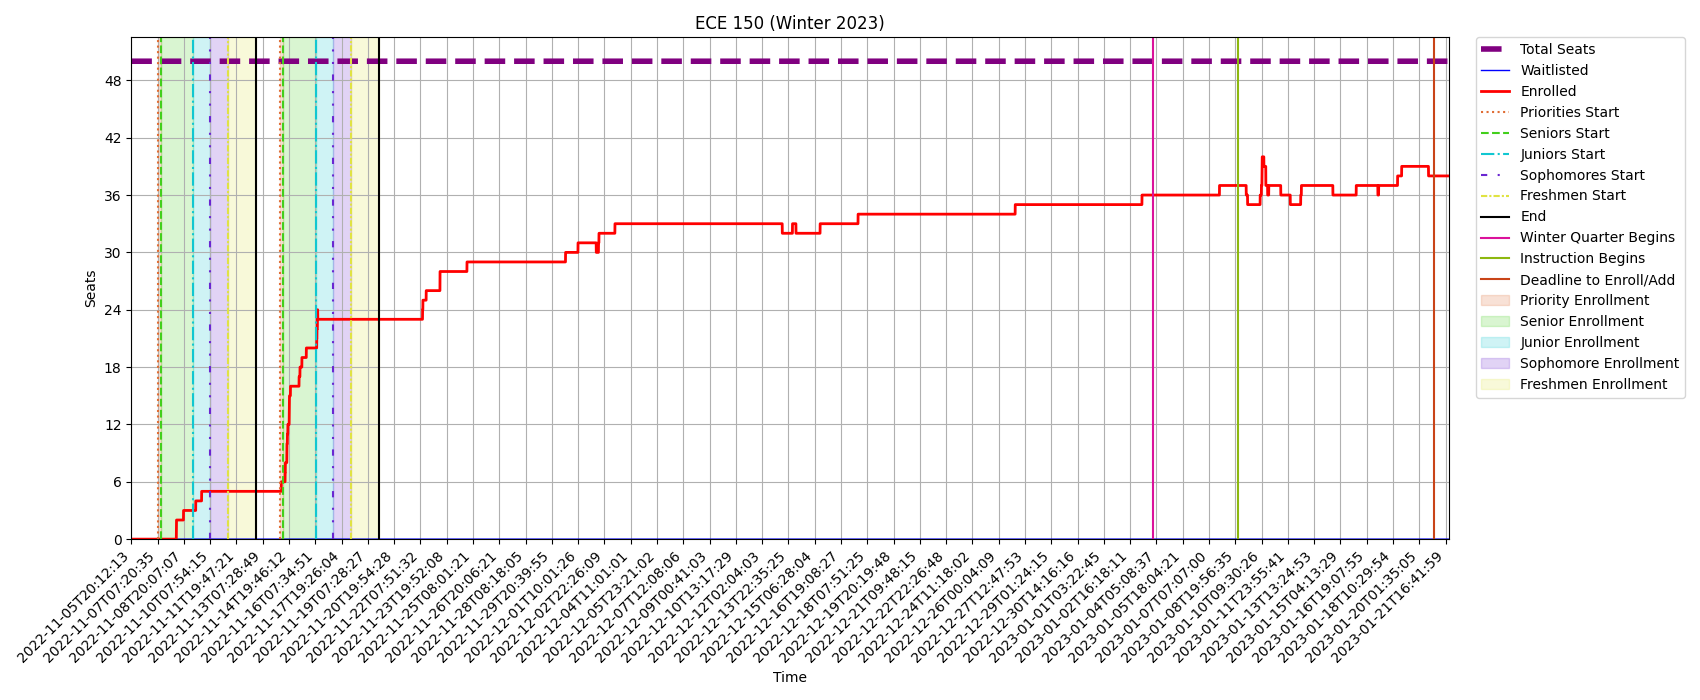 ECE 150 (Winter 2023)
Seats
48
42
36
30
24
18
12
6
0
2022-11-05T20:12:13
2022-11-07T07:20:35
2022-11-08T20:07:07
2022-11-10T07:54:15
2022-11-11T19:47:21
2022-11-13T07:28:49
2022-11-14T19:46:12
2022-11-16T07:34:51
2022-11-17T19:26:04
2022-11-19T07:28:27
2022-11-20T19:54:28
2022-11-22T07:51:32
2022-11-23T19:52:08
2022-11-25T08:01:21
2022-11-26T20:06:21
2022-11-28T08:18:05
2022-11-29T20:39:55
2022-12-01T10:01:26
2022-12-02T22:26:09
2022-12-04T11:01:01
2022-12-05T23:21:02
2022-12-07T12:08:06
2022-12-09T00:41:03
2022-12-10T13:17:29
2022-12-12T02:04:03
2022-12-13T22:35:25
2022-12-15T06:28:04
2022-12-16T19:08:27
2022-12-18T07:51:25
2022-12-19T20:19:48
2022-12-21T09:48:15
2022-12-22T22:26:48
2022-12-24T11:18:02
2022-12-26T00:04:09
2022-12-27T12:47:53
2022-12-29T01:24:15
2022-12-30T14:16:16
2023-01-01T03:22:45
2023-01-02T16:18:11
2023-01-04T05:08:37
2023-01-05T18:04:21
2023-01-07T07:07:00
2023-01-08T19:56:35
2023-01-10T09:30:26
2023-01-11T23:55:41
2023-01-13T13:24:53
2023-01-15T04:13:29
2023-01-16T19:07:55
2023-01-18T10:29:54
2023-01-20T01:35:05
2023-01-21T16:41:59
Time
Total Seats
Waitlisted
Enrolled
Priorities Start
Seniors Start
Juniors Start
Sophomores Start
Freshmen Start
End
Winter Quarter Begins
Instruction Begins
Deadline to Enroll/Add
Priority Enrollment
Senior Enrollment
Junior Enrollment
Sophomore Enrollment
Freshmen Enrollment